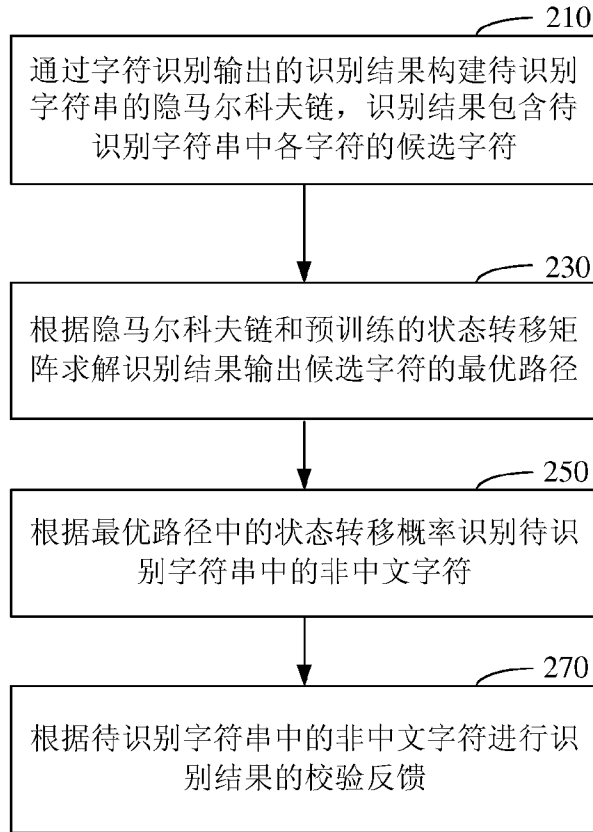 210
通过字符识别输出的识别结果构建待识别
字符串的隐马尔科夫链，识别结果包含待
识别字符串中各字符的候选字符
230
根据隐马尔科夫链和预训练的状态转移矩
阵求解识别结果输出候选字符的最优路径
250
根据最优路径中的状态转移概率识别待识
别字符串中的非中文字符
270
根据待识别字符串中的非中文字符进行识
别结果的校验反馈